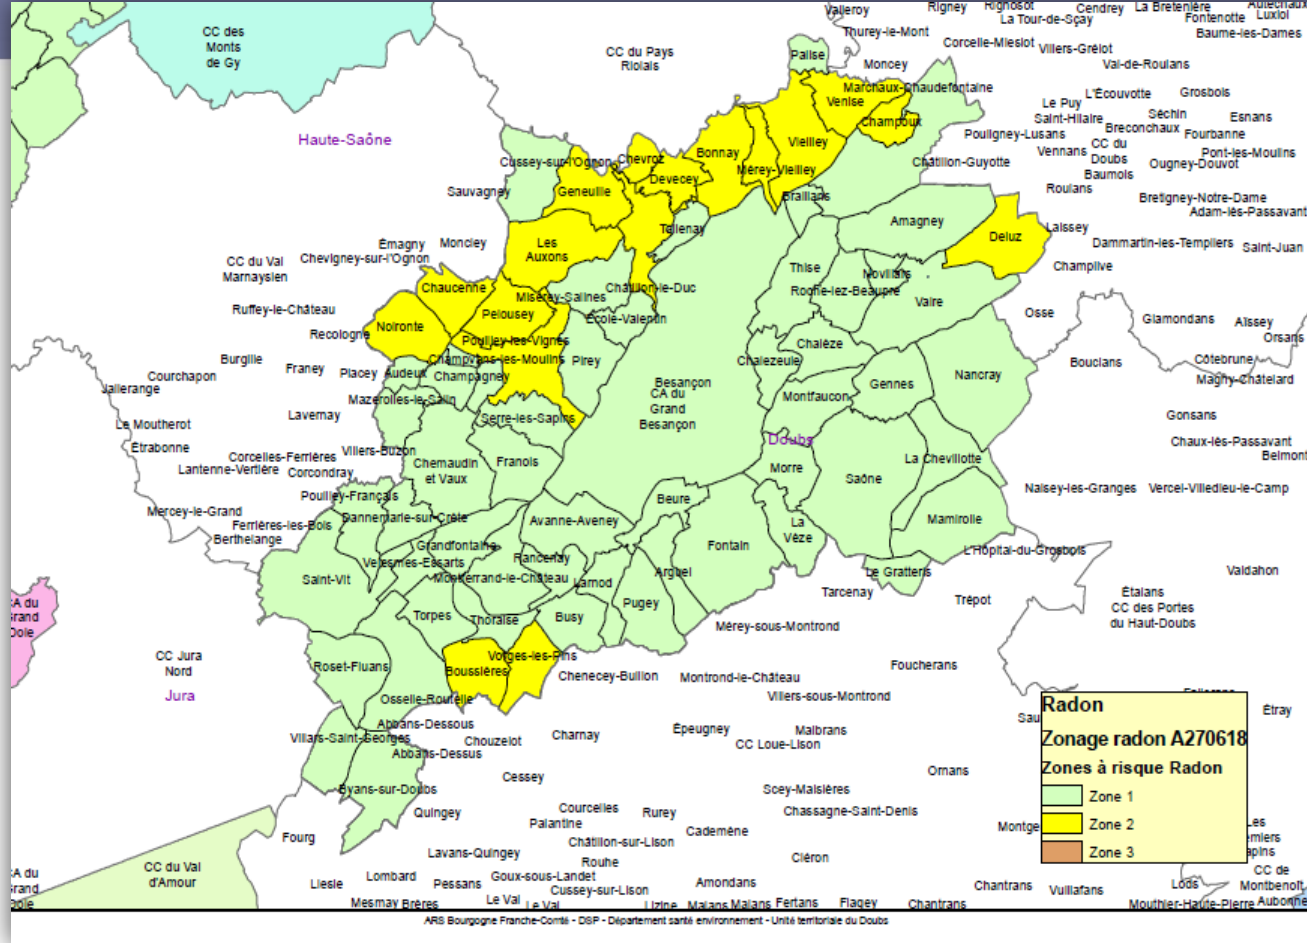 CC des
Monts
de Gy
CC du Pays
Riolais
Valleroy
Rigney
Rignosot
La Tour-de-Sçay
Cendrey
La Bretenière
Fontenotte
Luxiol
Baume-les-Dames
Thurey-le-Mont
Corcelle-Mieslot
Villers-Grélot
Val-de-Roulans
Palise
Moncey
Marchaux-Chaudefontaine
Venise
Champoux
L'Écouvotte
Grosbois
Le Puy
Saint-Hilaire
Séchin
Esnans
Breconchaux
Fourbanne
Pouligney-Lusans
Vennans
CC du
Doubs
Baumois
Pont-les-Moulins
Ougney-Douvot
Haute-Saône
Cussey-sur-l'Ognon
Chevroz
Bonnay
Vieilley
Mérey-Vieilley
Châtillon-Guyotte
Sauvagney
Geneuille
Devecey
Braillans
Roulans
Bretigney-Notre-Dame
Adam-lès-Passavant
Amagney
Deluz
Laissey
Dammartin-les-Templiers
Saint-Juan
Champlive
Émagny
Moncley
Chevigney-sur-l'Ognon
Les
Auxons
Tallenay
CC du Val
Marnaysien
Chaucenne
Miserey-Salines
Châtillon-le-Duc
Thise
Novillars
Roche-lez-Beaupré
Vaire
Ruffey-le-Château
Recologne
Noironte
Pelousey
École-Valentin
Osse
Glamondans
Aïssey
Orsans
Pouilley-les-Vignes
Chalèze
Burgille
Franey
Placey
Audeux
Champvans-les-Moulins
Champagney
Pirey
Chalezeule
Bouclans
Côtebrune
Magny-Châtelard
Courchapon
Jallerange
Mazerolles-le-Salin
Besançon
CA du
Grand
Besançon
Montfaucon
Gennes
Nancray
Le Moutherot
Lavernay
Serre-les-Sapins
Gonsans
Étrabonne
Corcelles-Ferrières
Villers-Buzon
Lantenne-Vertière
Corcondray
Chemaudin
et Vaux
Franois
Doubs
Morre
Saône
La Chevillotte
Chaux-lès-Passavant
Belmont
Pouilley-Français
Mercey-le-Grand
Ferrières-les-Bois
Berthelange
Dannemarie-sur-Crète
Avanne-Aveney
Beure
La
Vèze
Mamirolle
Naisey-les-Granges
Vercel-Villedieu-le-Camp
Grandfontaine
Velesmes-Essarts
Rancenay
Fontain
L'Hôpital-du-Grosbois
Saint-Vit
Montferrand-le-Château
Larnod
Arguel
Le Gratteris
Valdahon
CA du
Grand
Dole
Torpes
Thoraise
Busy
Pugey
Tarcenay
Trépot
Étalans
CC des Portes
du Haut-Doubs
Mérey-sous-Montrond
CC Jura
Nord
Jura
Roset-Fluans
Boussières
Vorges-les-Pins
Chenecey-Buillon
Montrond-le-Château
Villers-sous-Montrond
Foucherans
Osselle-Routelle
Abbans-Dessous
Villars-Saint-Georges
Abbans-Dessus
Chouzelot
Charnay
Épeugney
CC Loue-Lison
Malbrans
Étray
Byans-sur-Doubs
Cessey
Ornans
Scey-Maisières
Quingey
Courcelles
Palantine
Rurey
Chassagne-Saint-Denis
Cademène
Châtillon-sur-Lison
Fourg
Lavans-Quingey
Rouhe
Cléron
CC du Val
d'Amour
Liesle
Lombard
Pessans
Goux-sous-Landet
Cussey-sur-Lison
Amondans
Chantrans
Vuillafans
Lods
CC de
Montbenoît
Mesmay
Brères
Le Val
Le Val
Lizine
Malans
Malans
Fertans
Flagey
Chantrans
Mouthier-Haute-Pierre
Aubonne
Radon
Zonage radon A270618
Zones à risque Radon
Zone 1
Zone 2
Zone 3
ARS Bourgogne Franche-Comté - DSP - Département santé environnement - Unité territoriale du Doubs